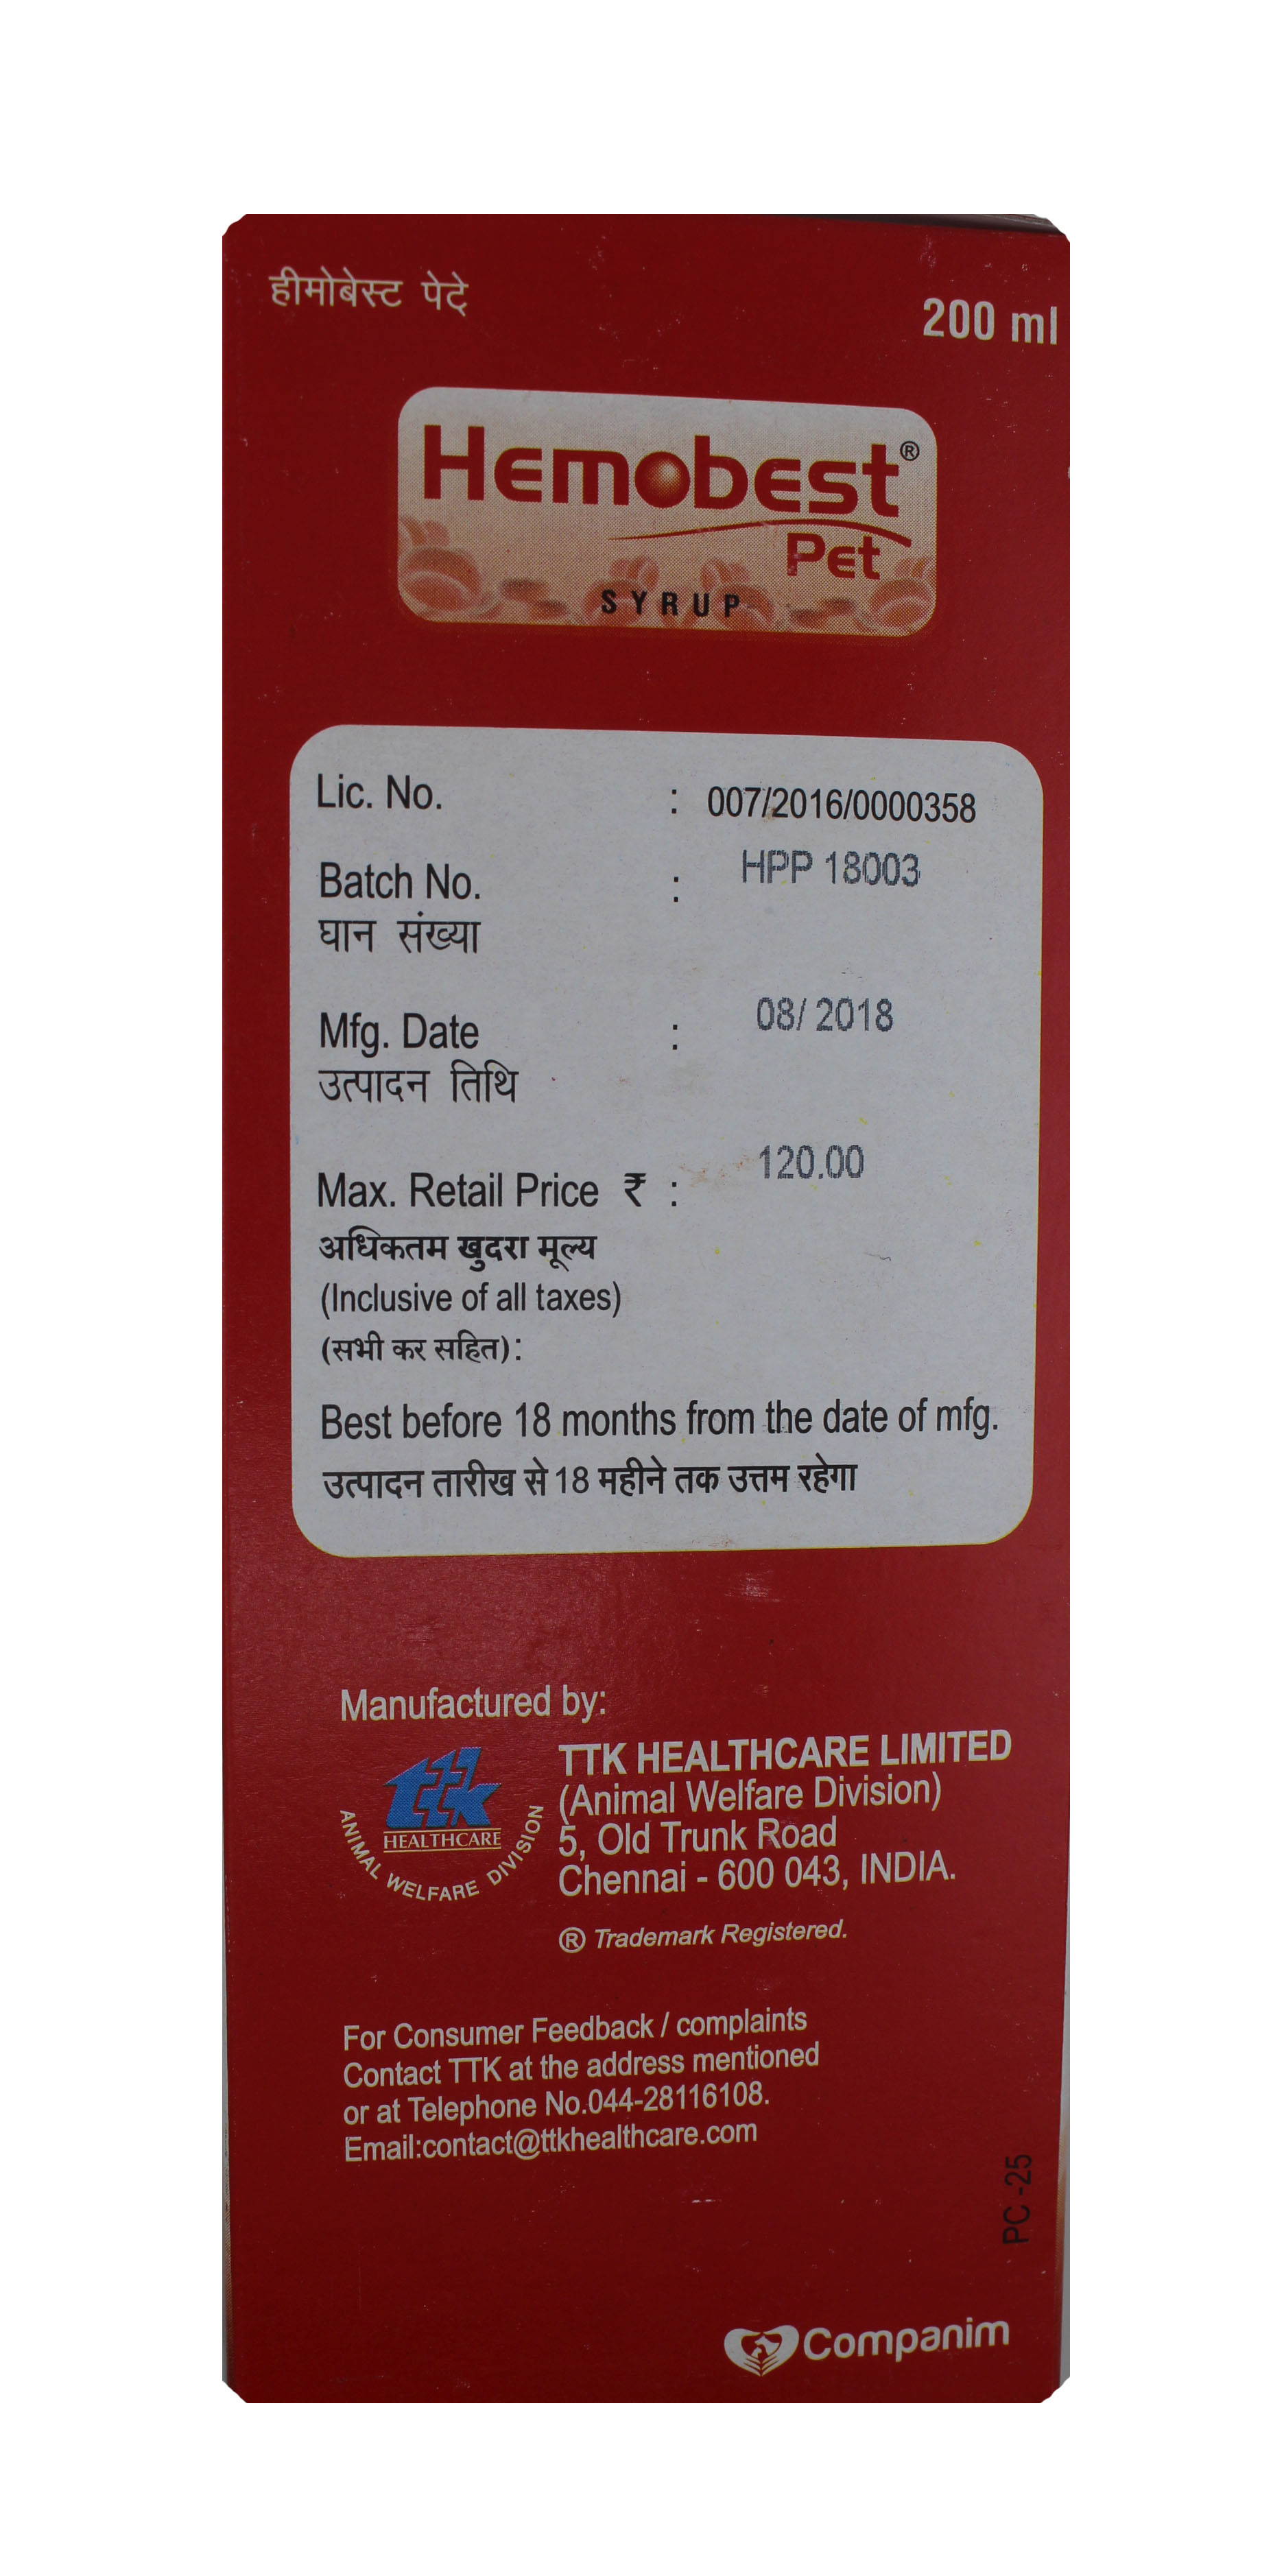 हीमोबेस्ट पेट्
200 ml
Hemobest®
Pet
SYRUP
Lic. No. : 007/2016/0000358
Batch No. : HPP 18003
घान संख्या
Mfg. Date : 08/ 2018
उत्पादन तिथि
Max. Retail Price ₹ : 120.00
अधिकतम खुदरा मूल्य
(Inclusive of all taxes)
(सभी कर सहित):
Best before 18 months from the date of mfg.
उत्पादन तारीख से 18 महीने तक उत्तम रहेगा
Manufactured by:
ttk
HEALTHCARE
ANIMAL WELFARE DIVISION
TTK HEALTHCARE LIMITED
(Animal Welfare Division)
5, Old Trunk Road
Chennai - 600 043, INDIA.
® Trademark Registered.
For Consumer Feedback / complaints
Contact TTK at the address mentioned
or at Telephone No.044-28116108.
Email:contact@ttkhealthcare.com
PC -25
Companim